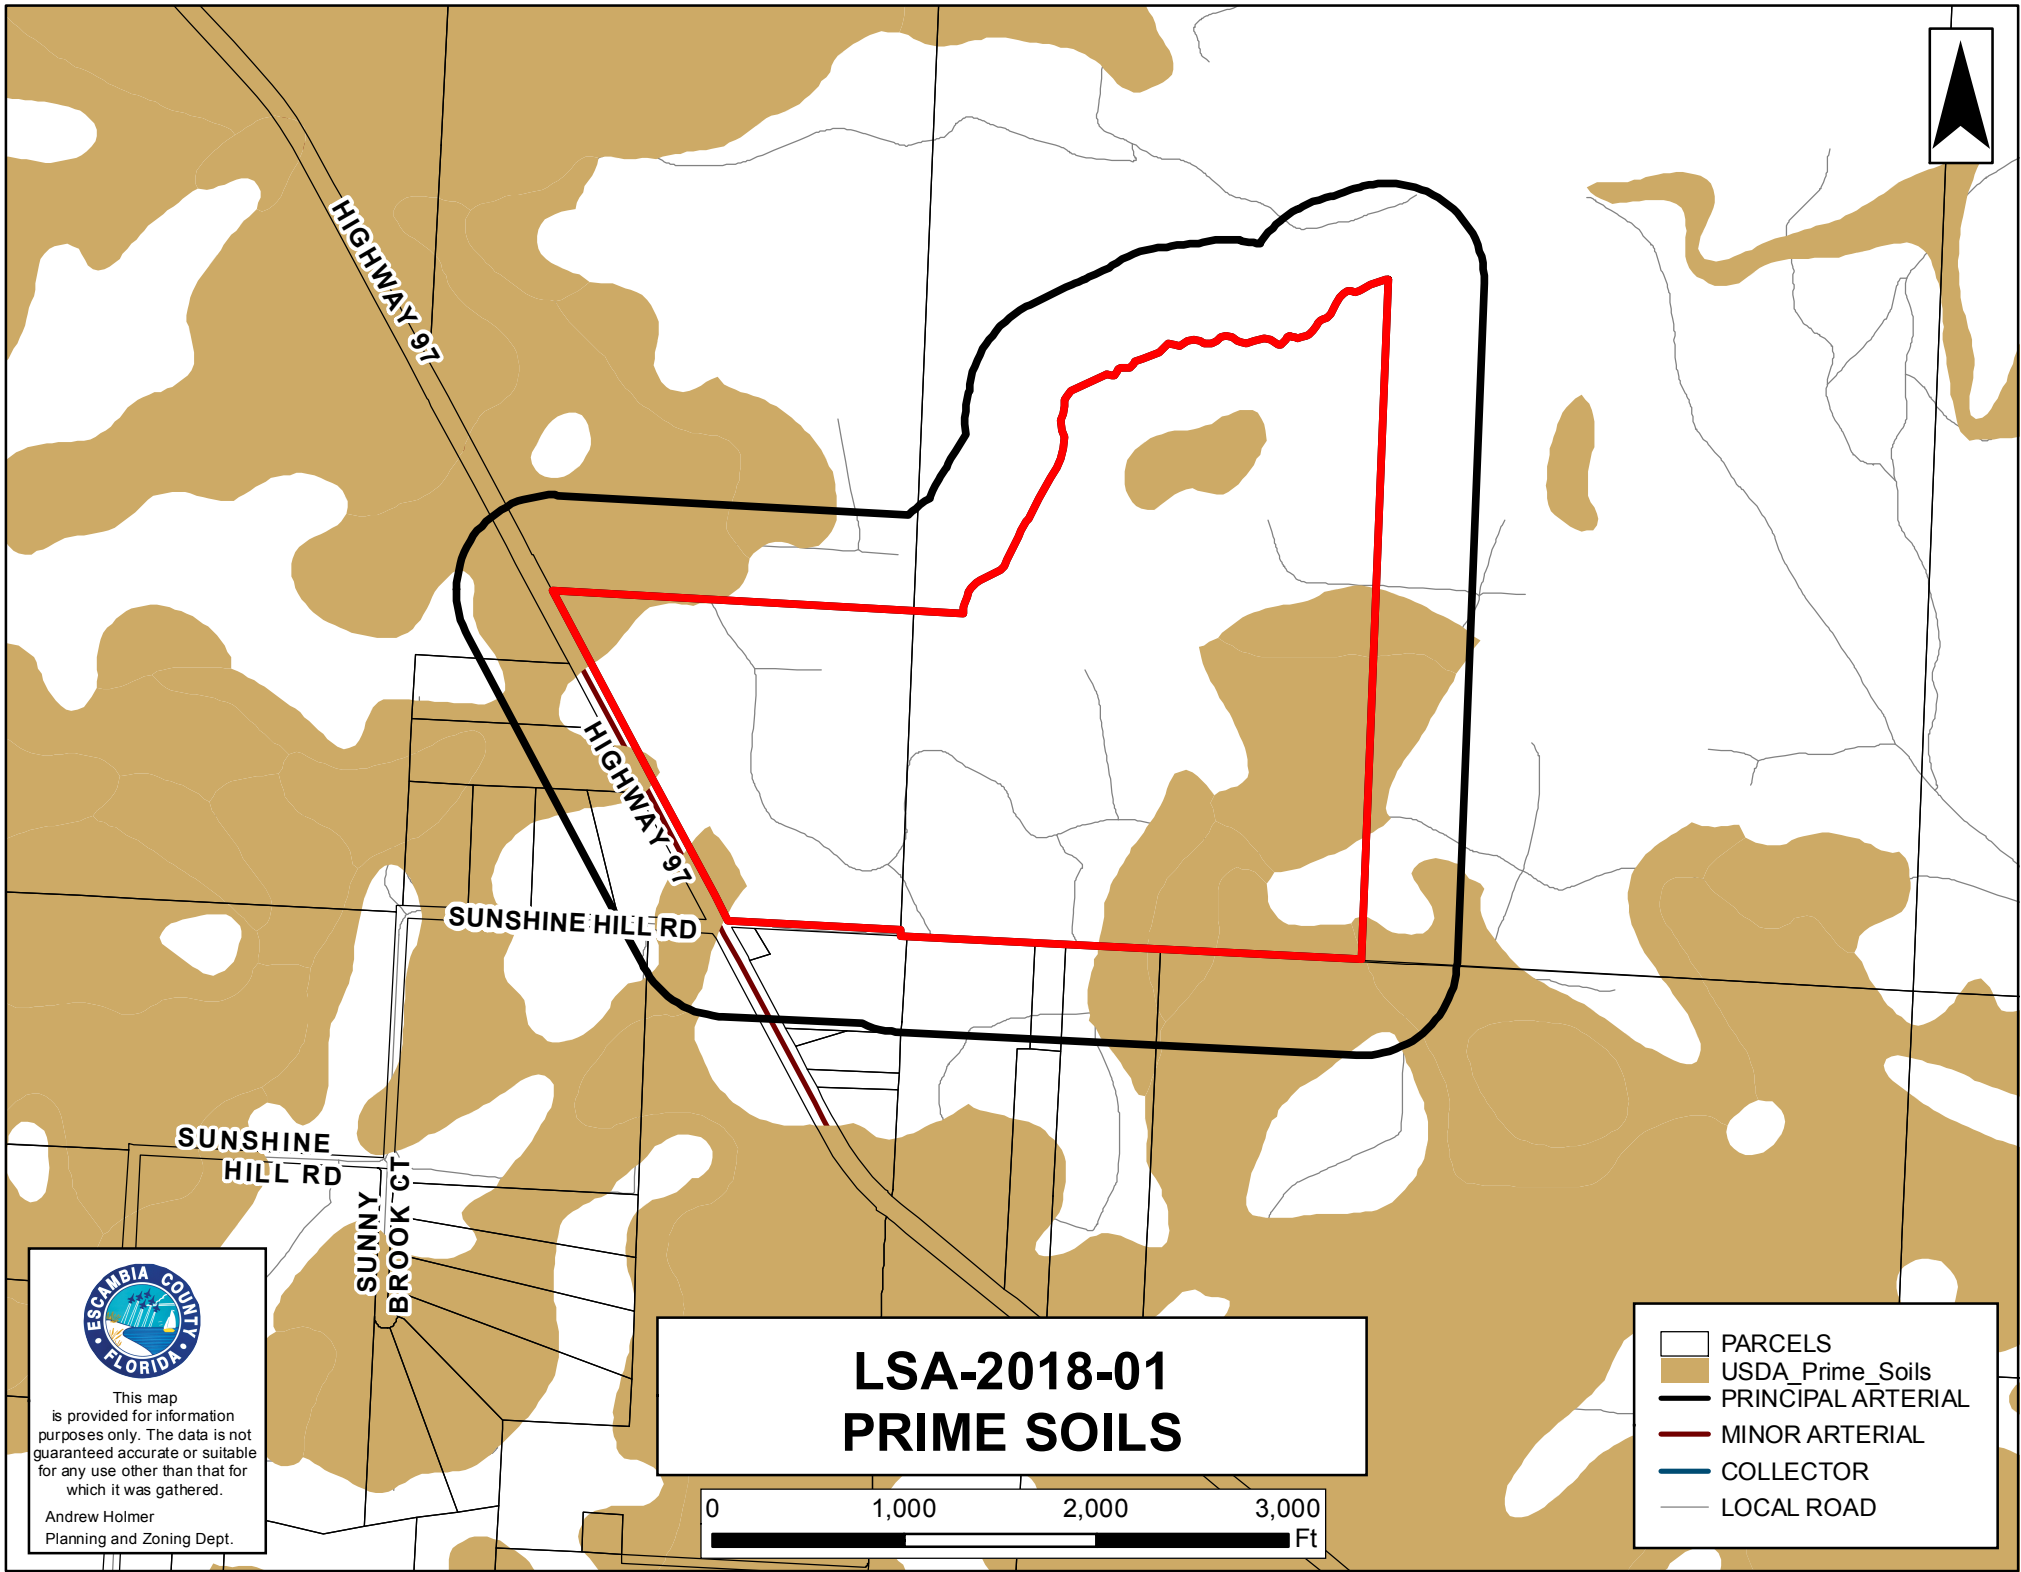 HIGHWAY 97
HIGHWAY 97
SUNSHINE HILL RD
SUNSHINE
HILL RD
SUNNY
BROOK CT
ESCAMBIA COUNTY
FLORIDA
This map
is provided for information
purposes only. The data is not
guaranteed accurate or suitable
for any use other than that for
which it was gathered.
Andrew Holmer
Planning and Zoning Dept.
LSA-2018-01
PRIME SOILS
0 1,000 2,000 3,000
Ft
PARCELS
USDA_Prime_Soils
PRINCIPAL ARTERIAL
MINOR ARTERIAL
COLLECTOR
LOCAL ROAD